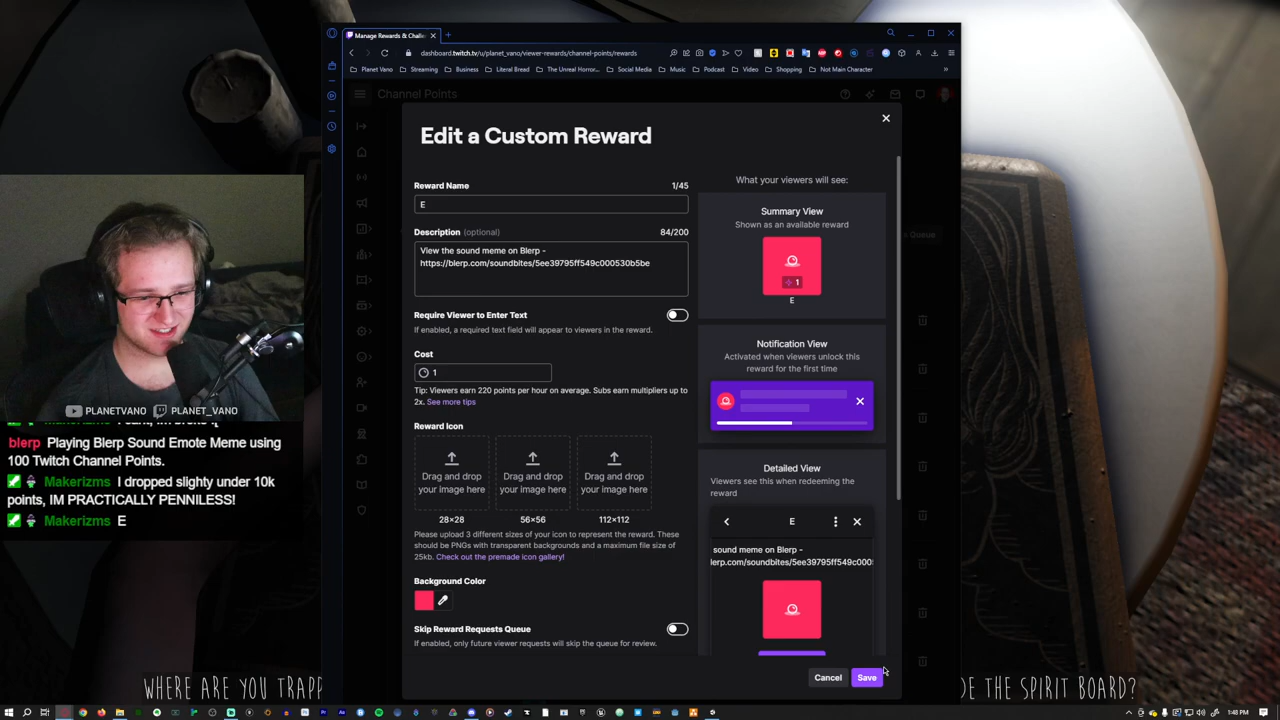 Manage Rewards & Challe
dashboard.twitch.tv/u/planet_vano/viewer-rewards/channel-points/rewards
Planet Vano
Streaming
Business
Literal Bread
The Unreal Horror...
Social Media
Music
Podcast
Video
Shopping
Not Main Character
Channel Points
Edit a Custom Reward
Reward Name
1/45
E
Description (optional)
84/200
View the sound meme on Blerp -
https://blerp.com/soundbites/5ee39795ff549c000530b5be
Require Viewer to Enter Text
If enabled, a required text field will appear to viewers in the reward.
Cost
1
Tip: Viewers earn 220 points per hour on average. Subs earn multipliers up to
2x. See more tips
Reward Icon
Drag and drop
your image here
Drag and drop
your image here
Drag and drop
your image here
28×28
56×56
112×112
Please upload 3 different sizes of your icon to represent the reward. These
should be PNGs with transparent backgrounds and a maximum file size of
25kb. Check out the premade icon gallery!
Background Color
Skip Reward Requests Queue
If enabled, only future viewer requests will skip the queue for review.
What your viewers will see:
Summary View
Shown as an available reward
1
E
Notification View
Activated when viewers unlock this
reward for the first time
Detailed View
Viewers see this when redeeming the
reward
E
sound meme on Blerp -
lerp.com/soundbites/5ee39795ff549c000
Cancel
Save
Queue
PLANETVANO
PLANET_VANO
blerp Playing Blerp Sound Emote Meme using
100 Twitch Channel Points.
Makerizms I dropped slighty under 10k
points, IM PRACTICALLY PENNILESS!
Makerizms E
WHERE ARE YOU TRAPP
DE THE SPIRIT BOARD?
1:48 PM